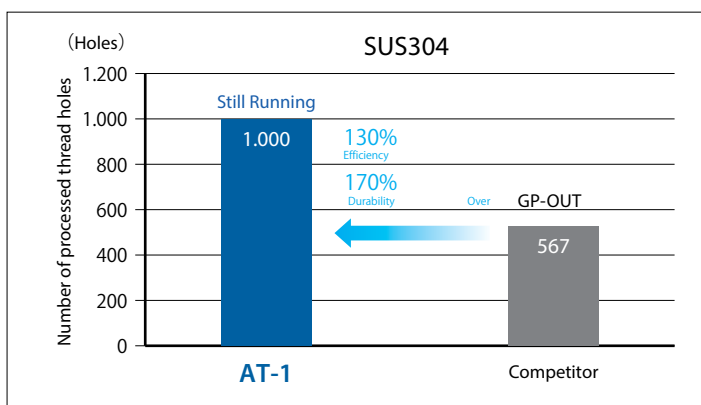 (Holes)
SUS304
Number of processed thread holes
1.200
1.000
800
600
400
200
0
Still Running
1.000
130%
Efficiency
170%
Durability
Over
GP-OUT
567
AT-1
Competitor